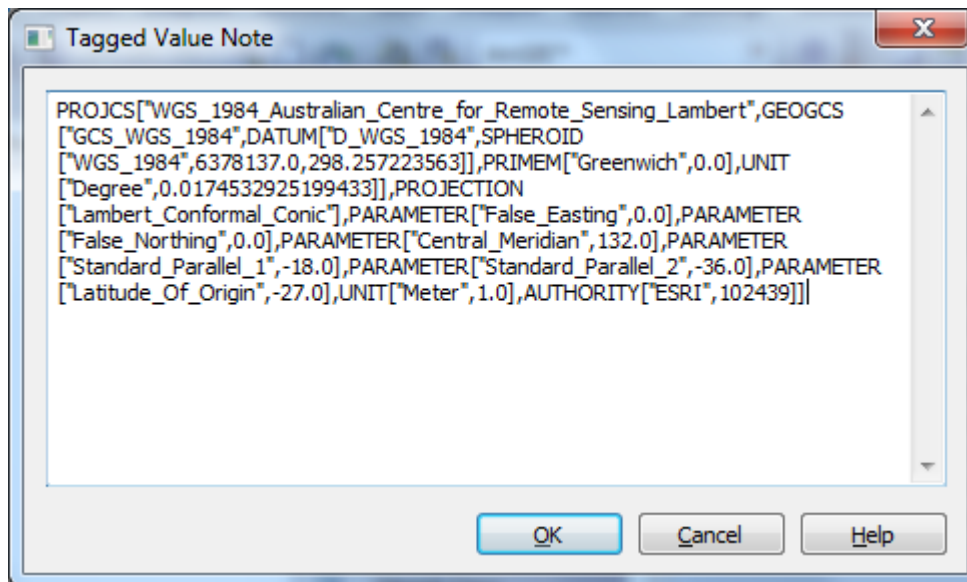 Tagged Value Note
PROJCS["WGS_1984_Australian_Centre_for_Remote_Sensing_Lambert",GEOGCS
["GCS_WGS_1984",DATUM["D_WGS_1984",SPHEROID
["WGS_1984",6378137.0,298.257223563]],PRIMEM["Greenwich",0.0],UNIT
["Degree",0.0174532925199433]],PROJECTION
["Lambert_Conformal_Conic"],PARAMETER["False_Easting",0.0],PARAMETER
["False_Northing",0.0],PARAMETER["Central_Meridian",132.0],PARAMETER
["Standard_Parallel_1",-18.0],PARAMETER["Standard_Parallel_2",-36.0],PARAMETER
["Latitude_Of_Origin",-27.0],UNIT["Meter",1.0],AUTHORITY["ESRI",102439]]
OK Cancel Help